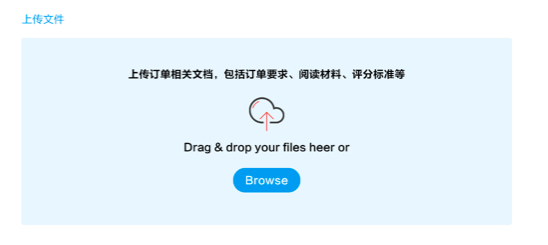 上传文件
上传订单相关文档，包括订单要求、阅读材料、评分标准等
Drag & drop your files heer or
Browse